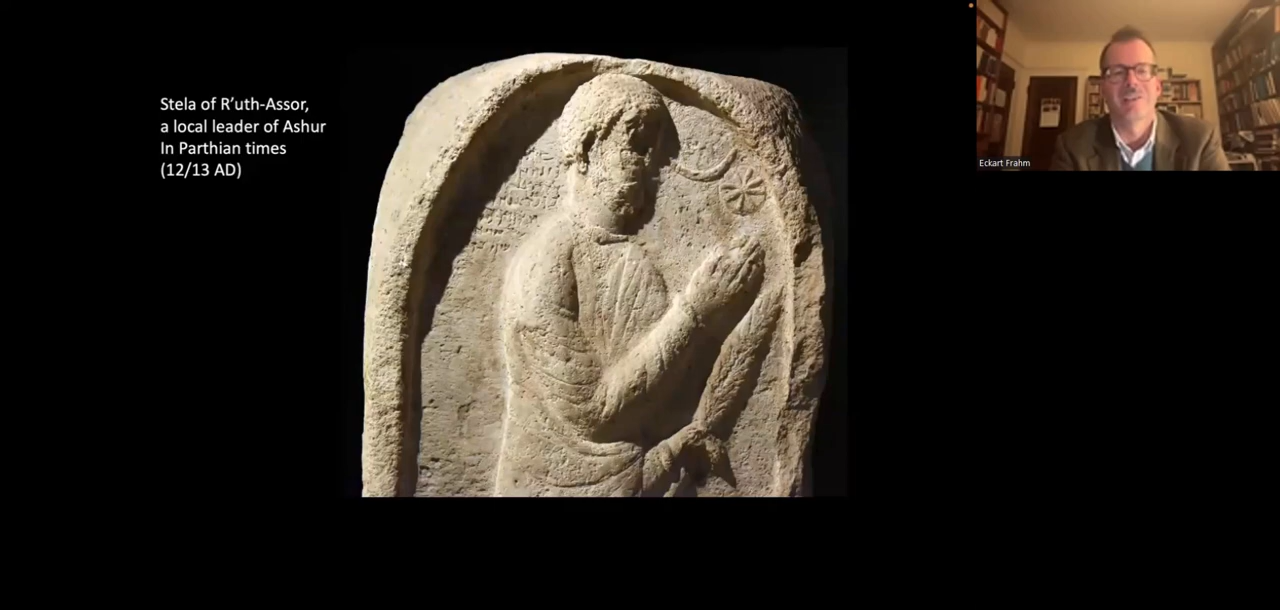 Stela of R'uth-Assor,
a local leader of Ashur
In Parthian times
(12/13 AD)
Eckart Frahm